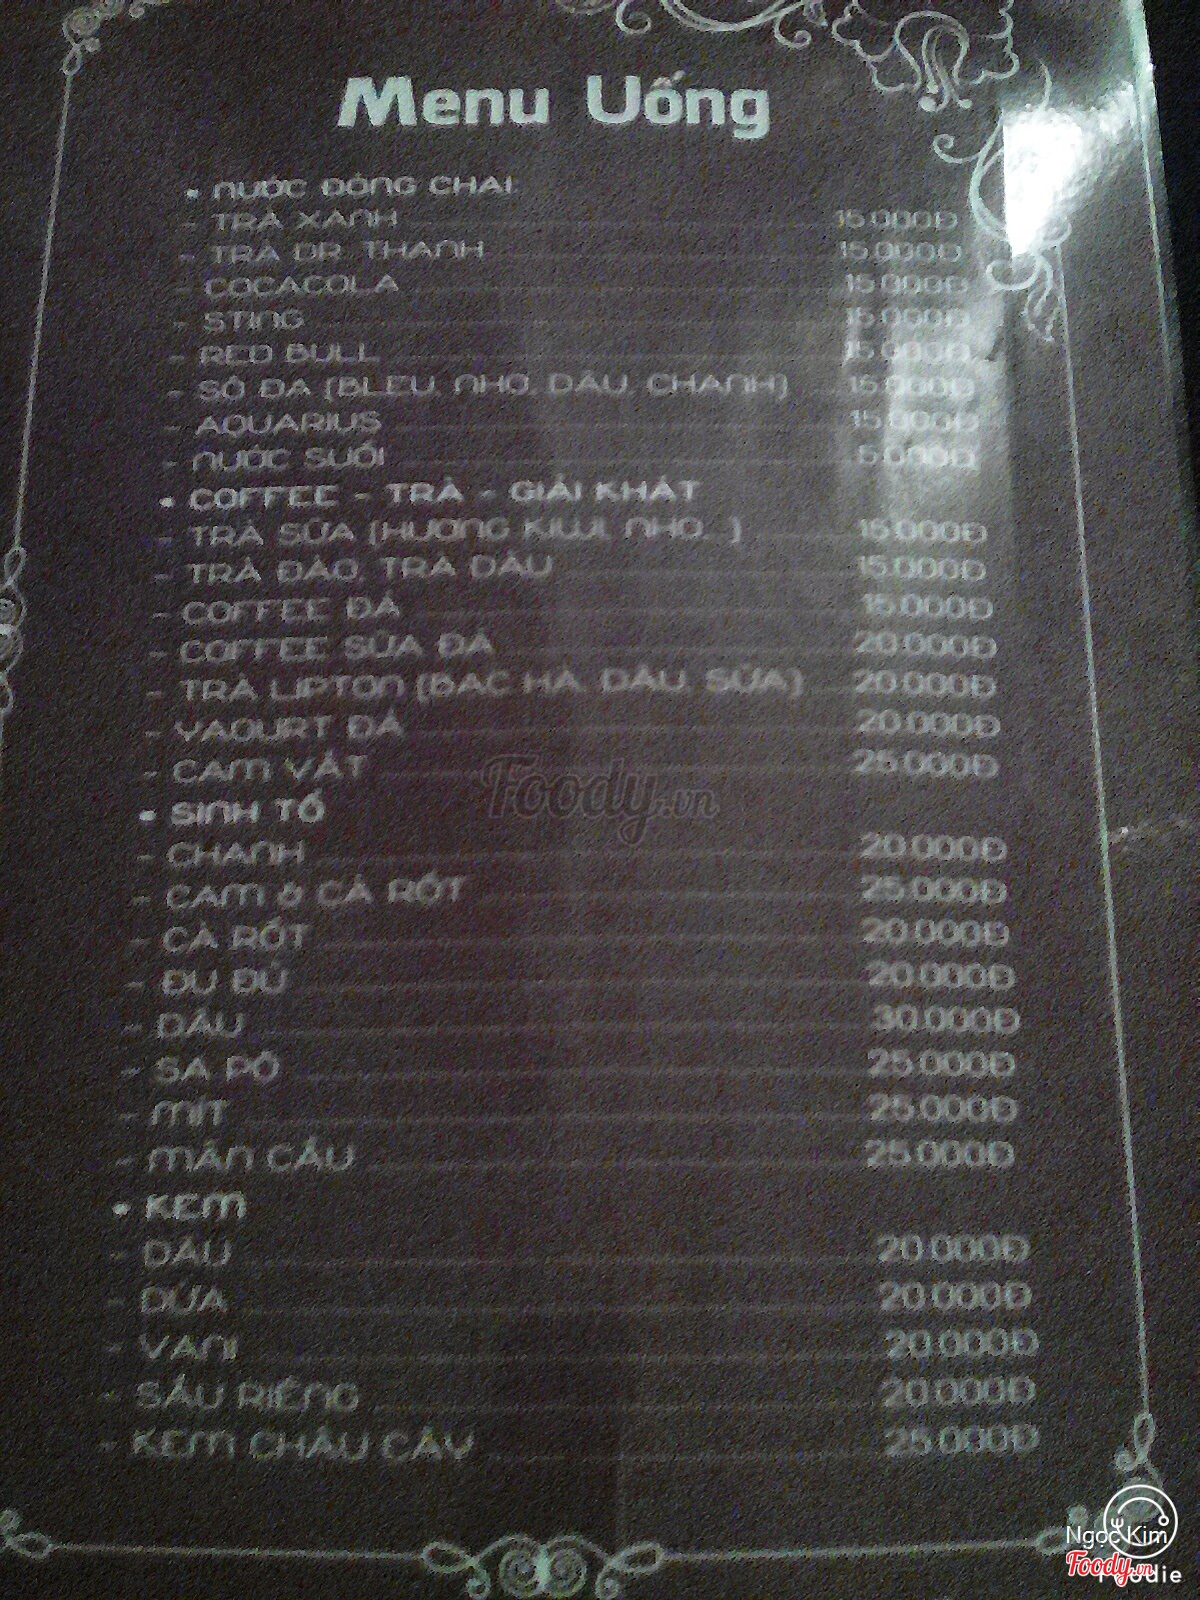 Menu Uống
• NƯỚC ĐÓNG CHAI:
- TRÀ XANH 15.000Đ
- TRÀ DR. THANH 15.000Đ
- COCACOLA 15.000Đ
- STING 15.000Đ
- RED BULL 15.000Đ
- SÔ ĐA (BLEU, NHO, DÂU, CHANH) 15.000Đ
- AQUARIUS 15.000Đ
- NƯỚC SUỐI 5.000Đ
• COFFEE - TRÀ - GIẢI KHÁT
- TRÀ SỮA (HƯƠNG KIWI, NHO...) 15.000Đ
- TRÀ ĐÀO, TRÀ DÂU 15.000Đ
- COFFEE ĐÁ 15.000Đ
- COFFEE SỮA ĐÁ 20.000Đ
- TRÀ LIPTON (BẠC HÀ, DÂU, SỮA) 20.000Đ
- YAOURT ĐÁ 20.000Đ
- CAM VẮT 25.000Đ
• SINH TỐ
- CHANH 20.000Đ
- CAM & CÀ RỐT 25.000Đ
- CÀ RỐT 20.000Đ
- ĐU ĐỦ 20.000Đ
- DÂU 30.000Đ
- SA PÔ 25.000Đ
- MÍT 25.000Đ
- MÃN CẦU 25.000Đ
• KEM
- DÂU 20.000Đ
- DỨA 20.000Đ
- VANI 20.000Đ
- SẦU RIÊNG 20.000Đ
- KEM CHẬU CÂY 25.000Đ
Foody.vn
Ngọc Kim
Foody.vn
Foodie